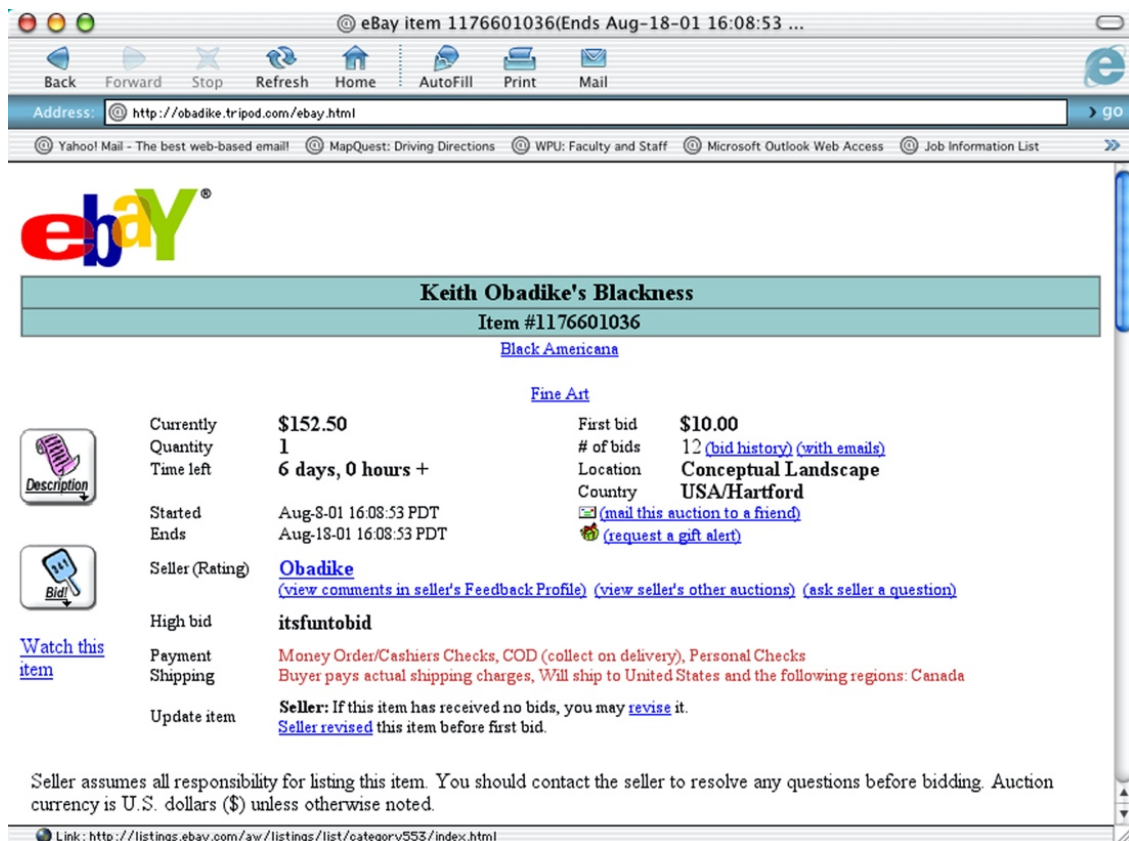 @ eBay item 1176601036(Ends Aug-18-01 16:08:53 ...
Back Forward Stop Refresh Home AutoFill Print Mail
Address: @ http://obadike.tripod.com/ebay.html › go
@ Yahoo! Mail - The best web-based email! @ MapQuest: Driving Directions @ WPU: Faculty and Staff @ Microsoft Outlook Web Access @ Job Information List »
ebaY®
Keith Obadike's Blackness
Item #1176601036
Black Americana
Fine Art
Description
Currently $152.50 First bid $10.00
Quantity 1 # of bids 12 (bid history) (with emails)
Time left 6 days, 0 hours + Location Conceptual Landscape
Country USA/Hartford
Started Aug-8-01 16:08:53 PDT (mail this auction to a friend)
Ends Aug-18-01 16:08:53 PDT (request a gift alert)
Bid!
Seller (Rating) Obadike
(view comments in seller's Feedback Profile) (view seller's other auctions) (ask seller a question)
High bid itsfuntobid
Watch this item
Payment Money Order/Cashiers Checks, COD (collect on delivery), Personal Checks
Shipping Buyer pays actual shipping charges, Will ship to United States and the following regions: Canada
Update item Seller: If this item has received no bids, you may revise it.
Seller revised this item before first bid.
Seller assumes all responsibility for listing this item. You should contact the seller to resolve any questions before bidding. Auction
currency is U.S. dollars ($) unless otherwise noted.
Link: http://listings.ebay.com/aw/listings/list/category553/index.html